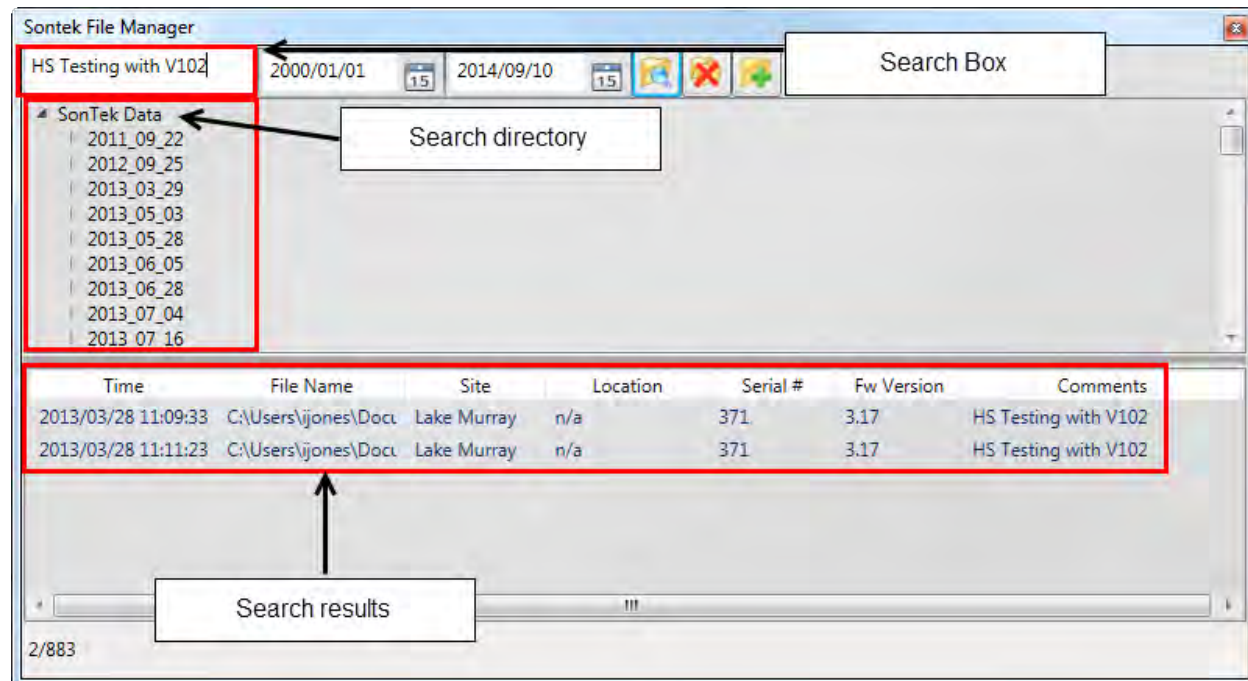 Sontek File Manager
HS Testing with V102 2000/01/01 15 2014/09/10 15 Search Box
SonTek Data
Search directory
2011_09_22
2012_09_25
2013_03_29
2013_05_03
2013_05_28
2013_06_05
2013_06_28
2013_07_04
2013_07_16
Time File Name Site Location Serial # Fw Version Comments
2013/03/28 11:09:33 C:\Users\ijones\Docu Lake Murray n/a 371 3.17 HS Testing with V102
2013/03/28 11:11:23 C:\Users\ijones\Docu Lake Murray n/a 371 3.17 HS Testing with V102
Search results
2/883